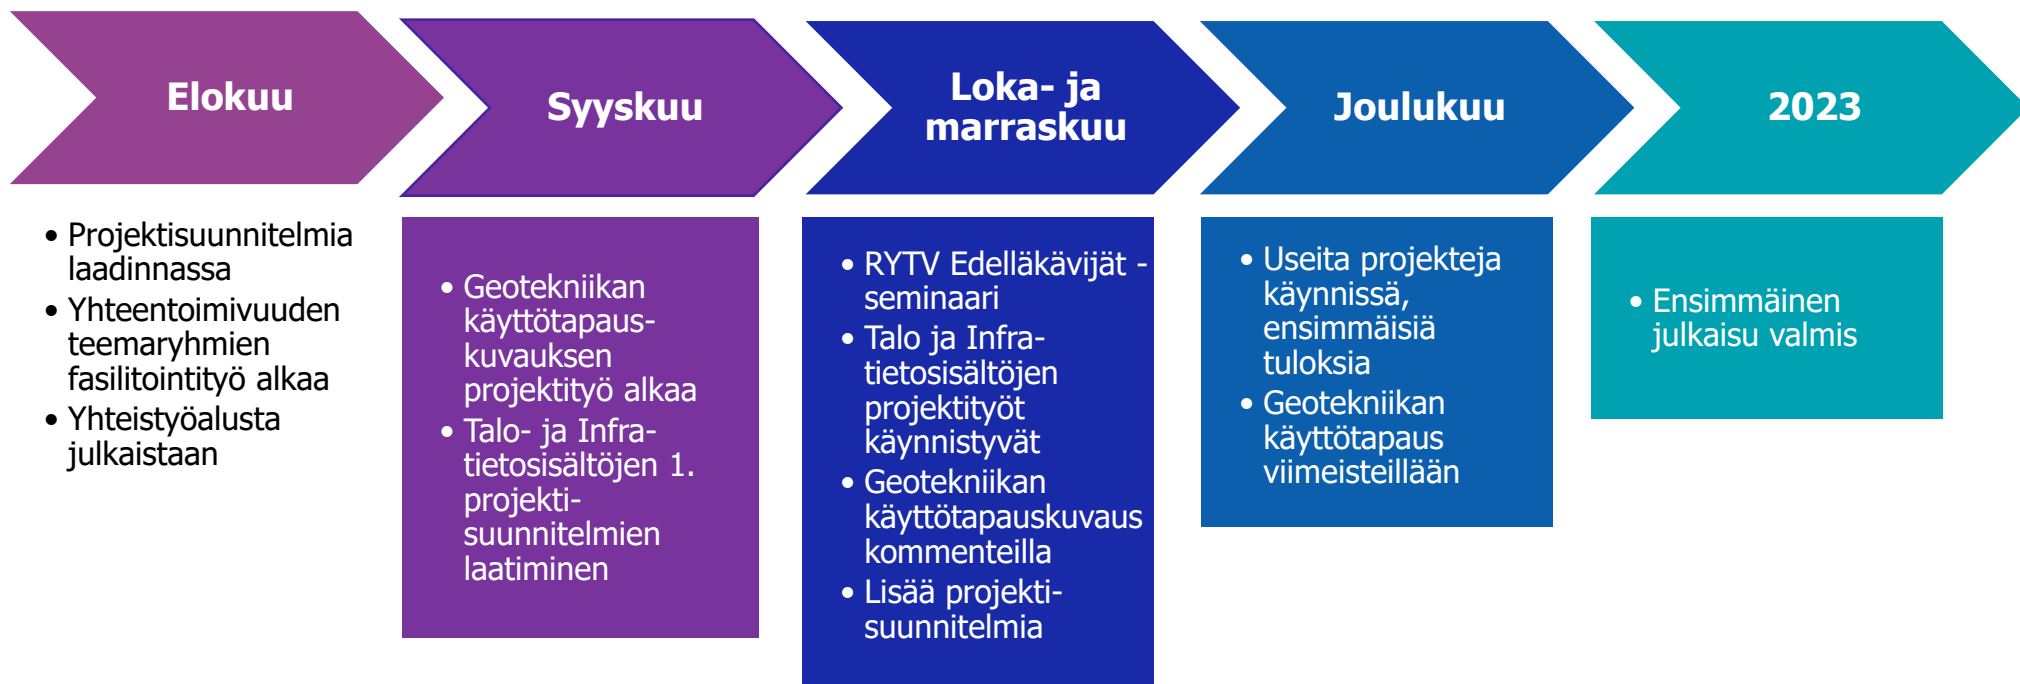 Elokuu
• Projektisuunnitelmia
laadinnassa
• Yhteentoimivuuden
teemaryhmien
fasilitointityö alkaa
• Yhteistyöalusta
julkaistaan
Syyskuu
• Geotekniikan
käyttötapaus-
kuvauksen
projektityö alkaa
• Talo- ja Infra-
tietosisältöjen 1.
projekti-
suunnitelmien
laatiminen
Loka- ja
marraskuu
• RYTV Edelläkävijät -
seminaari
• Talo ja Infra-
tietosisältöjen
projektityöt
käynnistyvät
• Geotekniikan
käyttötapauskuvaus
kommenteilla
• Lisää projekti-
suunnitelmia
Joulukuu
• Useita projekteja
käynnissä,
ensimmäisiä
tuloksia
• Geotekniikan
käyttötapaus
viimeisteillään
2023
• Ensimmäinen
julkaisu valmis